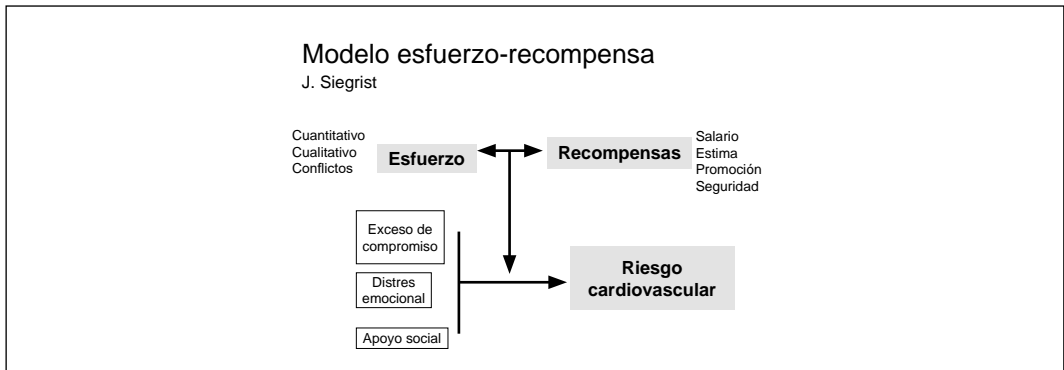 Modelo esfuerzo-recompensa
J. Siegrist
Cuantitativo
Cualitativo
Conflictos
Esfuerzo
Recompensas
Salario
Estima
Promoción
Seguridad
Exceso de
compromiso
Distres
emocional
Apoyo social
Riesgo
cardiovascular